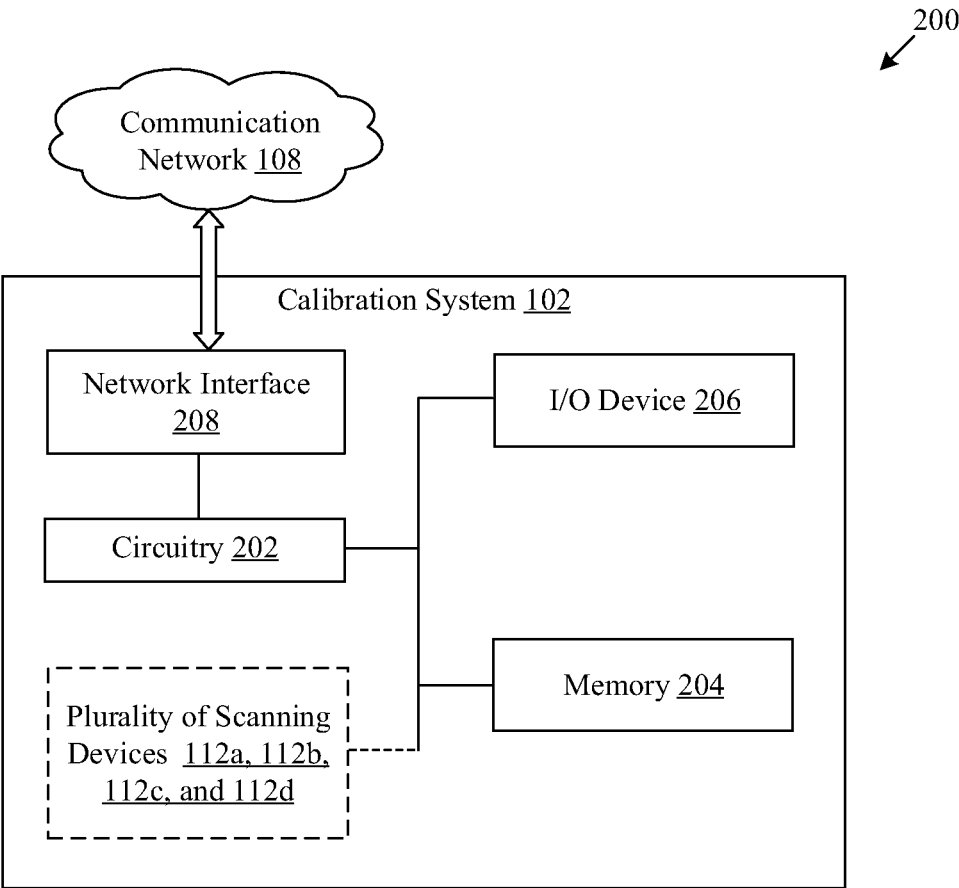 200
Communication
Network 108
Calibration System 102
Network Interface
208
I/O Device 206
Circuitry 202
Memory 204
Plurality of Scanning
Devices 112a, 112b,
112c, and 112d